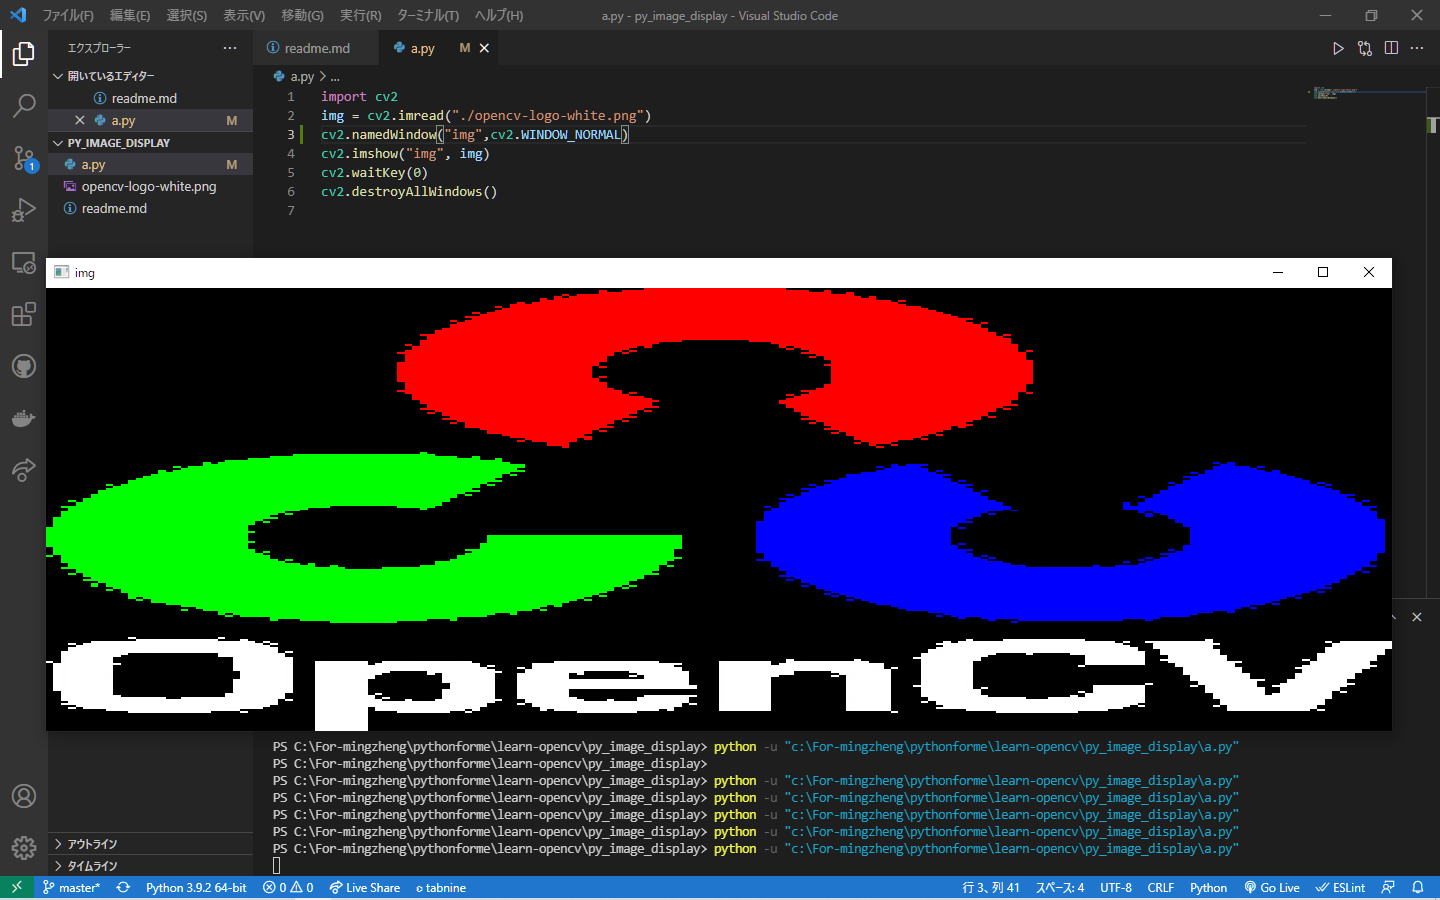 ファイル(F) 編集(E) 選択(S) 表示(V) 移動(G) 実行(R) ターミナル(T) ヘルプ(H) a.py - py_image_display - Visual Studio Code
エクスプローラー
開いているエディター
readme.md
a.py M
PY_IMAGE_DISPLAY
a.py M
opencv-logo-white.png
readme.md
readme.md a.py M
a.py > ...
1 import cv2
2 img = cv2.imread("./opencv-logo-white.png")
3 cv2.namedWindow("img",cv2.WINDOW_NORMAL)
4 cv2.imshow("img", img)
5 cv2.waitKey(0)
6 cv2.destroyAllWindows()
7
1
img
OpenCV
PS C:\For-mingzheng\pythonforme\learn-opencv\py_image_display> python -u "c:\For-mingzheng\pythonforme\learn-opencv\py_image_display\a.py"
PS C:\For-mingzheng\pythonforme\learn-opencv\py_image_display>
PS C:\For-mingzheng\pythonforme\learn-opencv\py_image_display> python -u "c:\For-mingzheng\pythonforme\learn-opencv\py_image_display\a.py"
PS C:\For-mingzheng\pythonforme\learn-opencv\py_image_display> python -u "c:\For-mingzheng\pythonforme\learn-opencv\py_image_display\a.py"
PS C:\For-mingzheng\pythonforme\learn-opencv\py_image_display> python -u "c:\For-mingzheng\pythonforme\learn-opencv\py_image_display\a.py"
PS C:\For-mingzheng\pythonforme\learn-opencv\py_image_display> python -u "c:\For-mingzheng\pythonforme\learn-opencv\py_image_display\a.py"
PS C:\For-mingzheng\pythonforme\learn-opencv\py_image_display> python -u "c:\For-mingzheng\pythonforme\learn-opencv\py_image_display\a.py"
アウトライン
タイムライン
master* Python 3.9.2 64-bit 0 0 Live Share tabnine 行 3、列 41 スペース: 4 UTF-8 CRLF Python Go Live ESLint